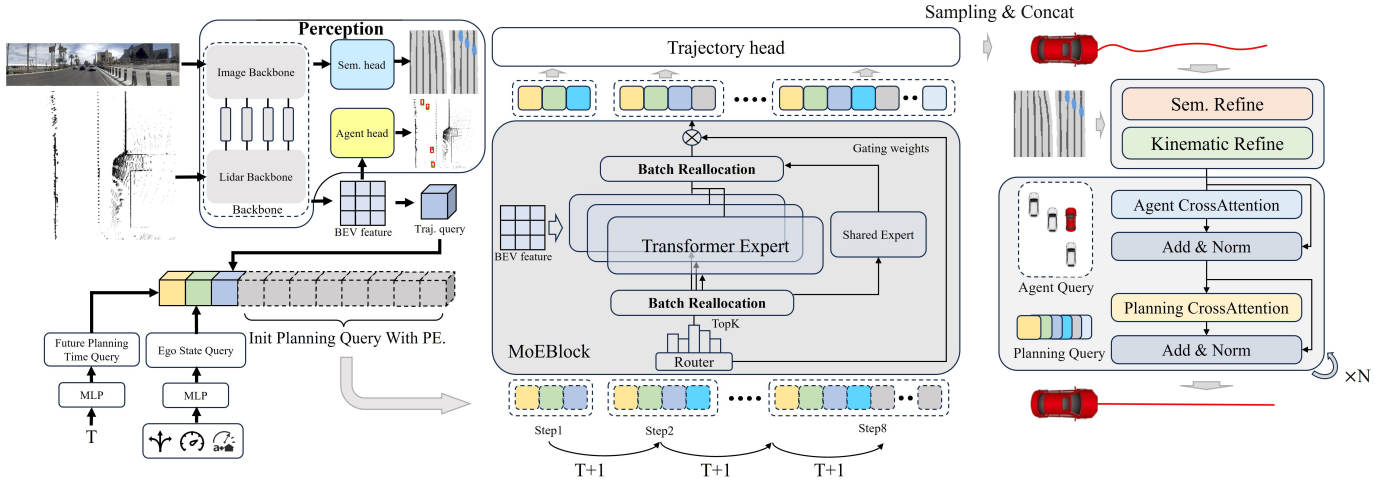 Perception
Image Backbone
Lidar Backbone
Backbone
Sem. head
Agent head
BEV feature
Traj. query
Init Planning Query With PE.
Future Planning
Time Query
Ego State Query
MLP
MLP
T
a
Trajectory head
Gating weights
Batch Reallocation
Transformer Expert
Shared Expert
BEV feature
Batch Reallocation
TopK
Router
MoEBlock
Step1
Step2
Step8
T+1
T+1
T+1
Sampling & Concat
Sem. Refine
Kinematic Refine
Agent CrossAttention
Add & Norm
Agent Query
Planning CrossAttention
Planning Query
Add & Norm
×N